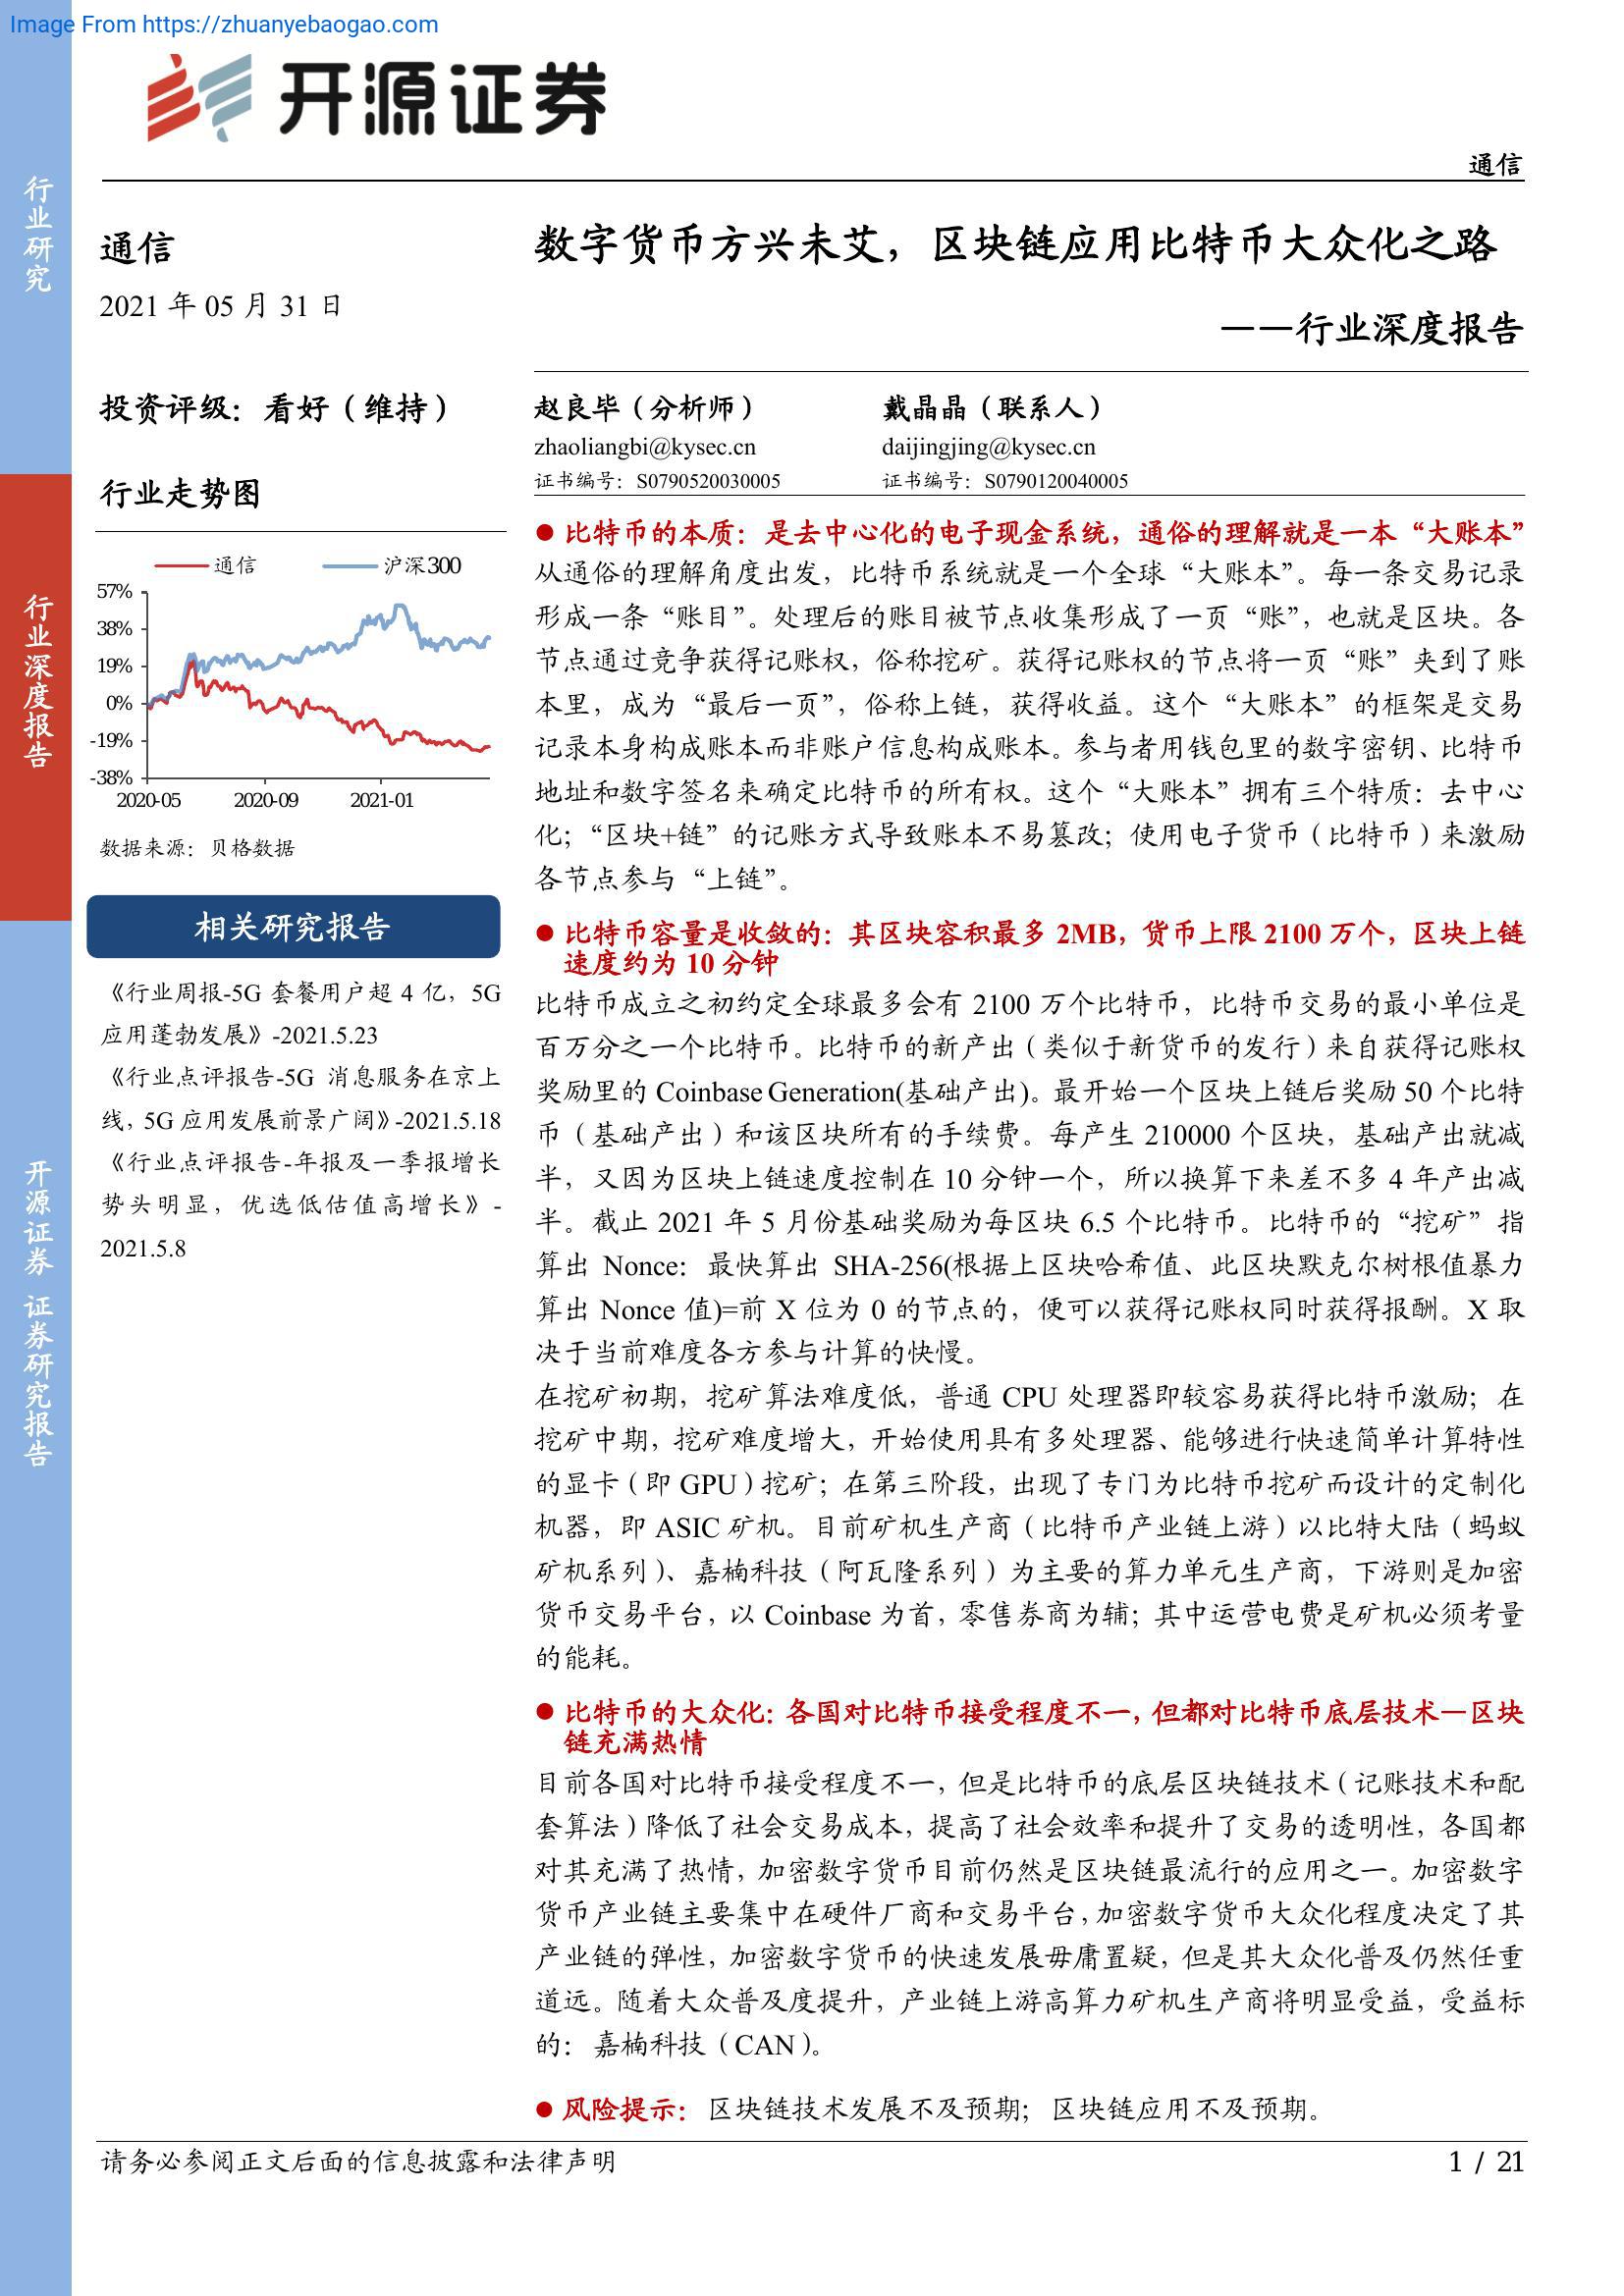 Image From https://zhuanyebaogao.com
开源证券
通信
行业研究
行业深度报告
开源证券 证券研究报告
通信
2021 年 05 月 31 日
投资评级：看好（维持）
行业走势图
通信 沪深300
57%
38%
19%
0%
-19%
-38%
2020-05 2020-09 2021-01
数据来源：贝格数据
相关研究报告
《行业周报-5G 套餐用户超 4 亿，5G
应用蓬勃发展》-2021.5.23
《行业点评报告-5G 消息服务在京上
线，5G 应用发展前景广阔》-2021.5.18
《行业点评报告-年报及一季报增长
势头明显，优选低估值高增长》-
2021.5.8
数字货币方兴未艾，区块链应用比特币大众化之路
——行业深度报告
赵良毕（分析师） 戴晶晶（联系人）
zhaoliangbi@kysec.cn daijingjing@kysec.cn
证书编号：S0790520030005 证书编号：S0790120040005
● 比特币的本质：是去中心化的电子现金系统，通俗的理解就是一本“大账本”
从通俗的理解角度出发，比特币系统就是一个全球“大账本”。每一条交易记录
形成一条“账目”。处理后的账目被节点收集形成了一页“账”，也就是区块。各
节点通过竞争获得记账权，俗称挖矿。获得记账权的节点将一页“账”夹到了账
本里，成为“最后一页”，俗称上链，获得收益。这个“大账本”的框架是交易
记录本身构成账本而非账户信息构成账本。参与者用钱包里的数字密钥、比特币
地址和数字签名来确定比特币的所有权。这个“大账本”拥有三个特质：去中心
化；“区块+链”的记账方式导致账本不易篡改；使用电子货币（比特币）来激励
各节点参与“上链”。
● 比特币容量是收敛的：其区块容积最多 2MB，货币上限 2100 万个，区块上链
速度约为 10 分钟
比特币成立之初约定全球最多会有 2100 万个比特币，比特币交易的最小单位是
百万分之一个比特币。比特币的新产出（类似于新货币的发行）来自获得记账权
奖励里的 Coinbase Generation(基础产出)。最开始一个区块上链后奖励 50 个比特
币（基础产出）和该区块所有的手续费。每产生 210000 个区块，基础产出就减
半，又因为区块上链速度控制在 10 分钟一个，所以换算下来差不多 4 年产出减
半。截止 2021 年 5 月份基础奖励为每区块 6.5 个比特币。比特币的“挖矿”指
算出 Nonce：最快算出 SHA-256(根据上区块哈希值、此区块默克尔树根值暴力
算出 Nonce 值)=前 X 位为 0 的节点的，便可以获得记账权同时获得报酬。X 取
决于当前难度各方参与计算的快慢。
在挖矿初期，挖矿算法难度低，普通 CPU 处理器即较容易获得比特币激励；在
挖矿中期，挖矿难度增大，开始使用具有多处理器、能够进行快速简单计算特性
的显卡（即 GPU）挖矿；在第三阶段，出现了专门为比特币挖矿而设计的定制化
机器，即 ASIC 矿机。目前矿机生产商（比特币产业链上游）以比特大陆（蚂蚁
矿机系列）、嘉楠科技（阿瓦隆系列）为主要的算力单元生产商，下游则是加密
货币交易平台，以 Coinbase 为首，零售券商为辅；其中运营电费是矿机必须考量
的能耗。
● 比特币的大众化：各国对比特币接受程度不一，但都对比特币底层技术—区块
链充满热情
目前各国对比特币接受程度不一，但是比特币的底层区块链技术（记账技术和配
套算法）降低了社会交易成本，提高了社会效率和提升了交易的透明性，各国都
对其充满了热情，加密数字货币目前仍然是区块链最流行的应用之一。加密数字
货币产业链主要集中在硬件厂商和交易平台，加密数字货币大众化程度决定了其
产业链的弹性，加密数字货币的快速发展毋庸置疑，但是其大众化普及仍然任重
道远。随着大众普及度提升，产业链上游高算力矿机生产商将明显受益，受益标
的：嘉楠科技（CAN）。
● 风险提示：区块链技术发展不及预期；区块链应用不及预期。
请务必参阅正文后面的信息披露和法律声明 1 / 21